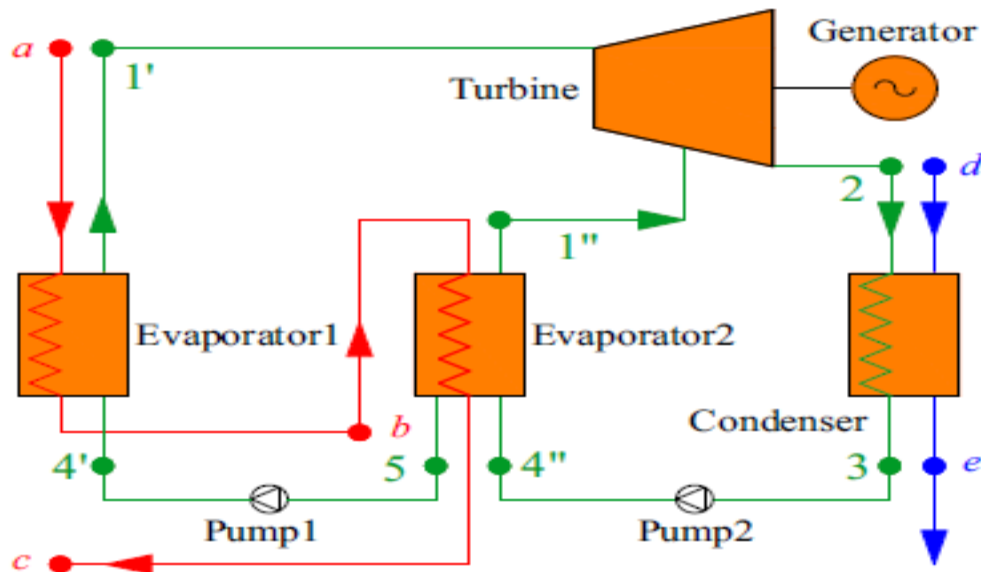 a
1'
Turbine
Generator
2
d
1"
Evaporator1
Evaporator2
Condenser
b
4'
5
4"
3
e
Pump1
Pump2
c